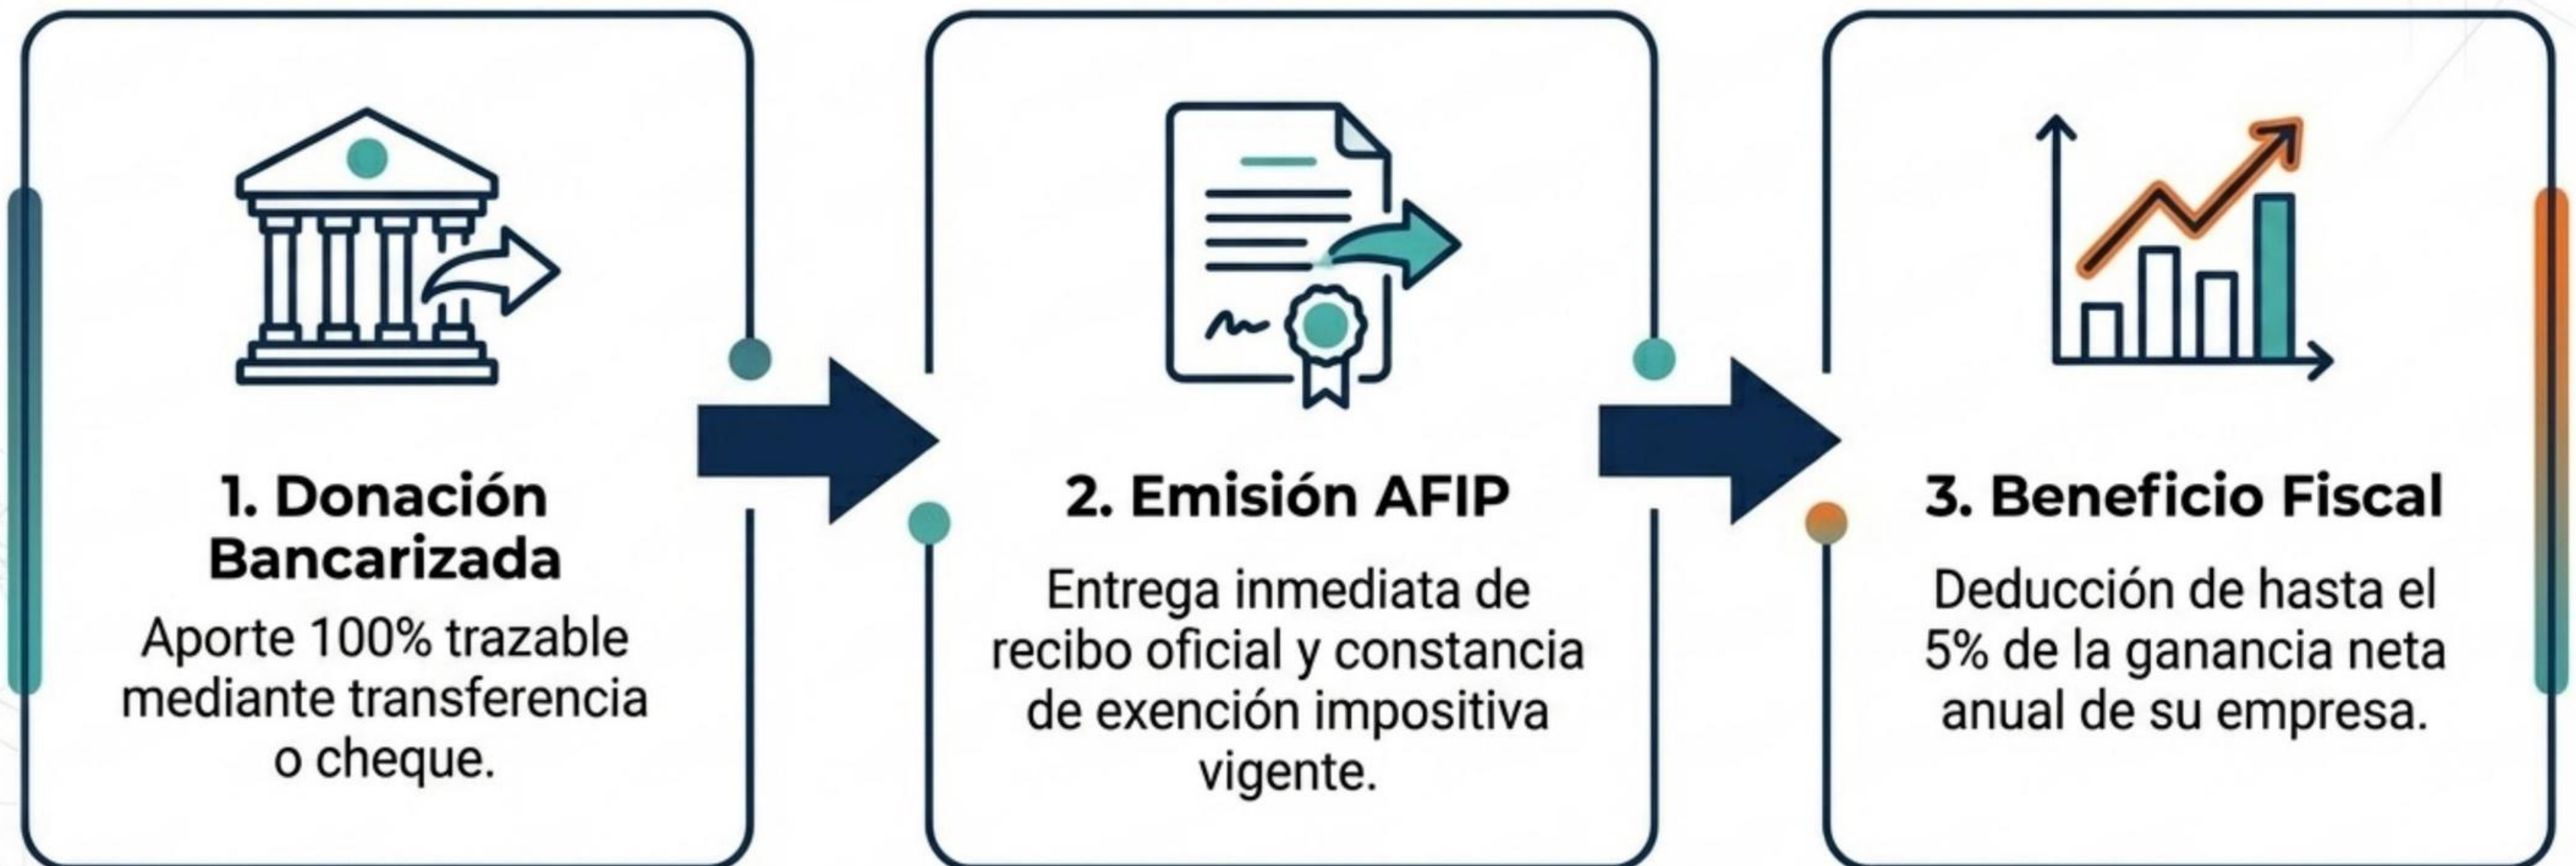 1. Donación
Bancarizada
Aporte 100% trazable
mediante transferencia
o cheque.
2. Emisión AFIP
Entrega inmediata de
recibo oficial y constancia
de exención impositiva
vigente.
3. Beneficio Fiscal
Deducción de hasta el
5% de la ganancia neta
anual de su empresa.